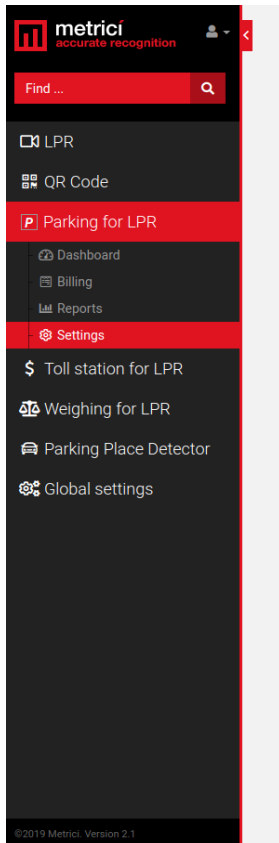 metrici
accurate recognition
Find ...
LPR
QR Code
P Parking for LPR
Dashboard
Billing
Reports
Settings
$ Toll station for LPR
Weighing for LPR
Parking Place Detector
Global settings
©2019 Metrici. Version 2.1